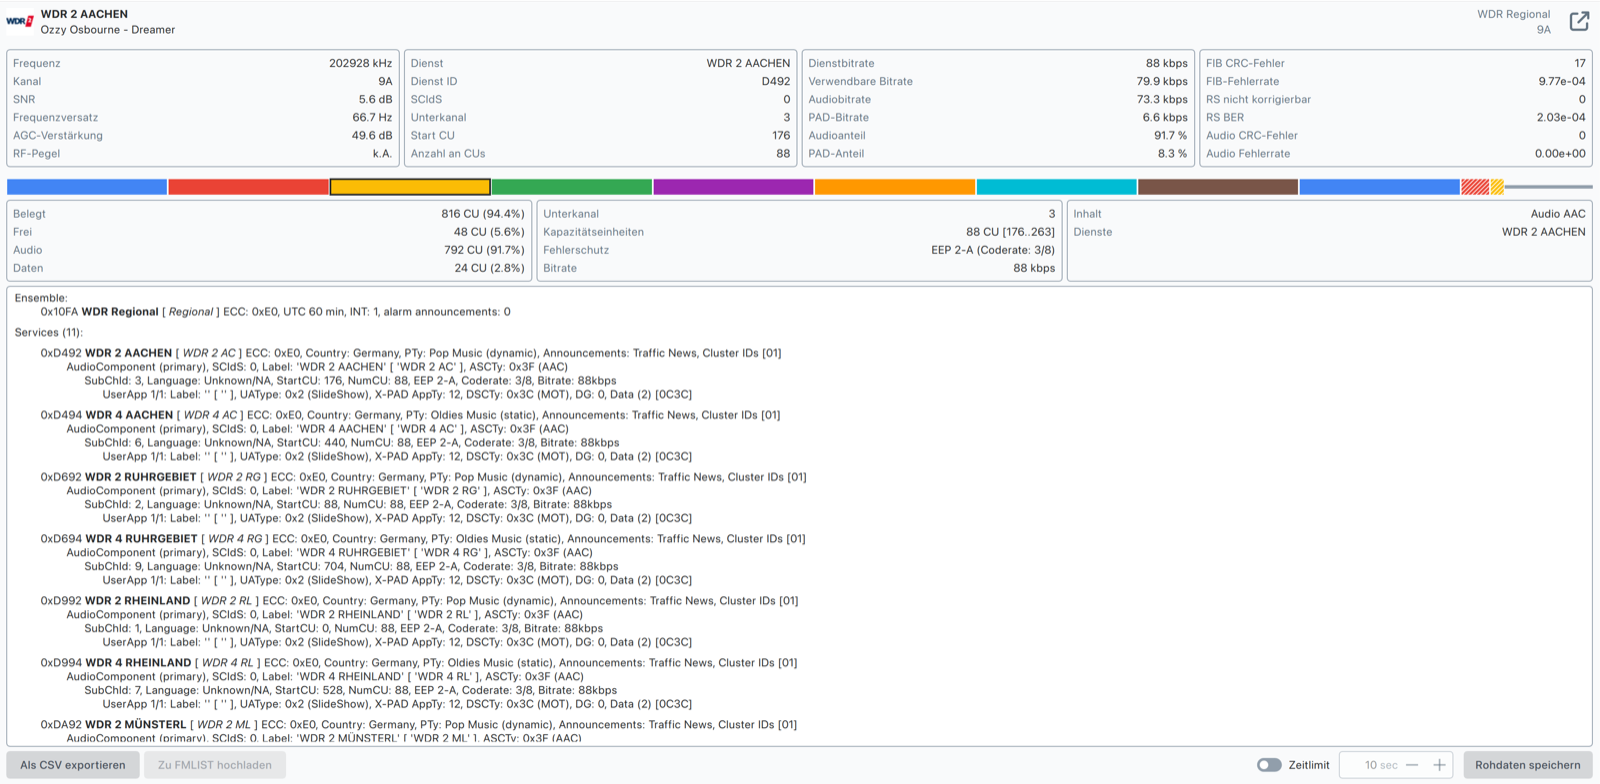 WDR 2
WDR 2 AACHEN
Ozzy Osbourne - Dreamer
WDR Regional
9A
Frequenz 202928 kHz
Kanal 9A
SNR 5.6 dB
Frequenzversatz 66.7 Hz
AGC-Verstärkung 49.6 dB
RF-Pegel k.A.
Dienst WDR 2 AACHEN
Dienst ID D492
SCIdS 0
Unterkanal 3
Start CU 176
Anzahl an CUs 88
Dienstbitrate 88 kbps
Verwendbare Bitrate 79.9 kbps
Audiobitrate 73.3 kbps
PAD-Bitrate 6.6 kbps
Audioanteil 91.7 %
PAD-Anteil 8.3 %
FIB CRC-Fehler 17
FIB-Fehlerrate 9.77e-04
RS nicht korrigierbar 0
RS BER 2.03e-04
Audio CRC-Fehler 0
Audio Fehlerrate 0.00e+00
Belegt 816 CU (94.4%)
Frei 48 CU (5.6%)
Audio 792 CU (91.7%)
Daten 24 CU (2.8%)
Unterkanal 3
Kapazitätseinheiten 88 CU [176..263]
Fehlerschutz EEP 2-A (Coderate: 3/8)
Bitrate 88 kbps
Inhalt Audio AAC
Dienste WDR 2 AACHEN
Ensemble:
0x10FA WDR Regional [ Regional ] ECC: 0xE0, UTC 60 min, INT: 1, alarm announcements: 0
Services (11):
0xD492 WDR 2 AACHEN [ WDR 2 AC ] ECC: 0xE0, Country: Germany, PTy: Pop Music (dynamic), Announcements: Traffic News, Cluster IDs [01]
AudioComponent (primary), SCIdS: 0, Label: 'WDR 2 AACHEN' [ 'WDR 2 AC' ], ASCTy: 0x3F (AAC)
SubChId: 3, Language: Unknown/NA, StartCU: 176, NumCU: 88, EEP 2-A, Coderate: 3/8, Bitrate: 88kbps
UserApp 1/1: Label: '' [ '' ], UAType: 0x2 (SlideShow), X-PAD AppTy: 12, DSCTy: 0x3C (MOT), DG: 0, Data (2) [0C3C]
0xD494 WDR 4 AACHEN [ WDR 4 AC ] ECC: 0xE0, Country: Germany, PTy: Oldies Music (static), Announcements: Traffic News, Cluster IDs [01]
AudioComponent (primary), SCIdS: 0, Label: 'WDR 4 AACHEN' [ 'WDR 4 AC' ], ASCTy: 0x3F (AAC)
SubChId: 6, Language: Unknown/NA, StartCU: 440, NumCU: 88, EEP 2-A, Coderate: 3/8, Bitrate: 88kbps
UserApp 1/1: Label: '' [ '' ], UAType: 0x2 (SlideShow), X-PAD AppTy: 12, DSCTy: 0x3C (MOT), DG: 0, Data (2) [0C3C]
0xD692 WDR 2 RUHRGEBIET [ WDR 2 RG ] ECC: 0xE0, Country: Germany, PTy: Pop Music (dynamic), Announcements: Traffic News, Cluster IDs [01]
AudioComponent (primary), SCIdS: 0, Label: 'WDR 2 RUHRGEBIET' [ 'WDR 2 RG' ], ASCTy: 0x3F (AAC)
SubChId: 2, Language: Unknown/NA, StartCU: 88, NumCU: 88, EEP 2-A, Coderate: 3/8, Bitrate: 88kbps
UserApp 1/1: Label: '' [ '' ], UAType: 0x2 (SlideShow), X-PAD AppTy: 12, DSCTy: 0x3C (MOT), DG: 0, Data (2) [0C3C]
0xD694 WDR 4 RUHRGEBIET [ WDR 4 RG ] ECC: 0xE0, Country: Germany, PTy: Oldies Music (static), Announcements: Traffic News, Cluster IDs [01]
AudioComponent (primary), SCIdS: 0, Label: 'WDR 4 RUHRGEBIET' [ 'WDR 4 RG' ], ASCTy: 0x3F (AAC)
SubChId: 9, Language: Unknown/NA, StartCU: 704, NumCU: 88, EEP 2-A, Coderate: 3/8, Bitrate: 88kbps
UserApp 1/1: Label: '' [ '' ], UAType: 0x2 (SlideShow), X-PAD AppTy: 12, DSCTy: 0x3C (MOT), DG: 0, Data (2) [0C3C]
0xD992 WDR 2 RHEINLAND [ WDR 2 RL ] ECC: 0xE0, Country: Germany, PTy: Pop Music (dynamic), Announcements: Traffic News, Cluster IDs [01]
AudioComponent (primary), SCIdS: 0, Label: 'WDR 2 RHEINLAND' [ 'WDR 2 RL' ], ASCTy: 0x3F (AAC)
SubChId: 1, Language: Unknown/NA, StartCU: 0, NumCU: 88, EEP 2-A, Coderate: 3/8, Bitrate: 88kbps
UserApp 1/1: Label: '' [ '' ], UAType: 0x2 (SlideShow), X-PAD AppTy: 12, DSCTy: 0x3C (MOT), DG: 0, Data (2) [0C3C]
0xD994 WDR 4 RHEINLAND [ WDR 4 RL ] ECC: 0xE0, Country: Germany, PTy: Oldies Music (static), Announcements: Traffic News, Cluster IDs [01]
AudioComponent (primary), SCIdS: 0, Label: 'WDR 4 RHEINLAND' [ 'WDR 4 RL' ], ASCTy: 0x3F (AAC)
SubChId: 7, Language: Unknown/NA, StartCU: 528, NumCU: 88, EEP 2-A, Coderate: 3/8, Bitrate: 88kbps
UserApp 1/1: Label: '' [ '' ], UAType: 0x2 (SlideShow), X-PAD AppTy: 12, DSCTy: 0x3C (MOT), DG: 0, Data (2) [0C3C]
0xDA92 WDR 2 MÜNSTERL [ WDR 2 ML ] ECC: 0xE0, Country: Germany, PTy: Pop Music (dynamic), Announcements: Traffic News, Cluster IDs [01]
AudioComponent (primary), SCIdS: 0, Label: 'WDR 2 MÜNSTERL' [ 'WDR 2 ML' ], ASCTy: 0x3F (AAC)
Als CSV exportieren
Zu FMLIST hochladen
Zeitlimit
10 sec
Rohdaten speichern